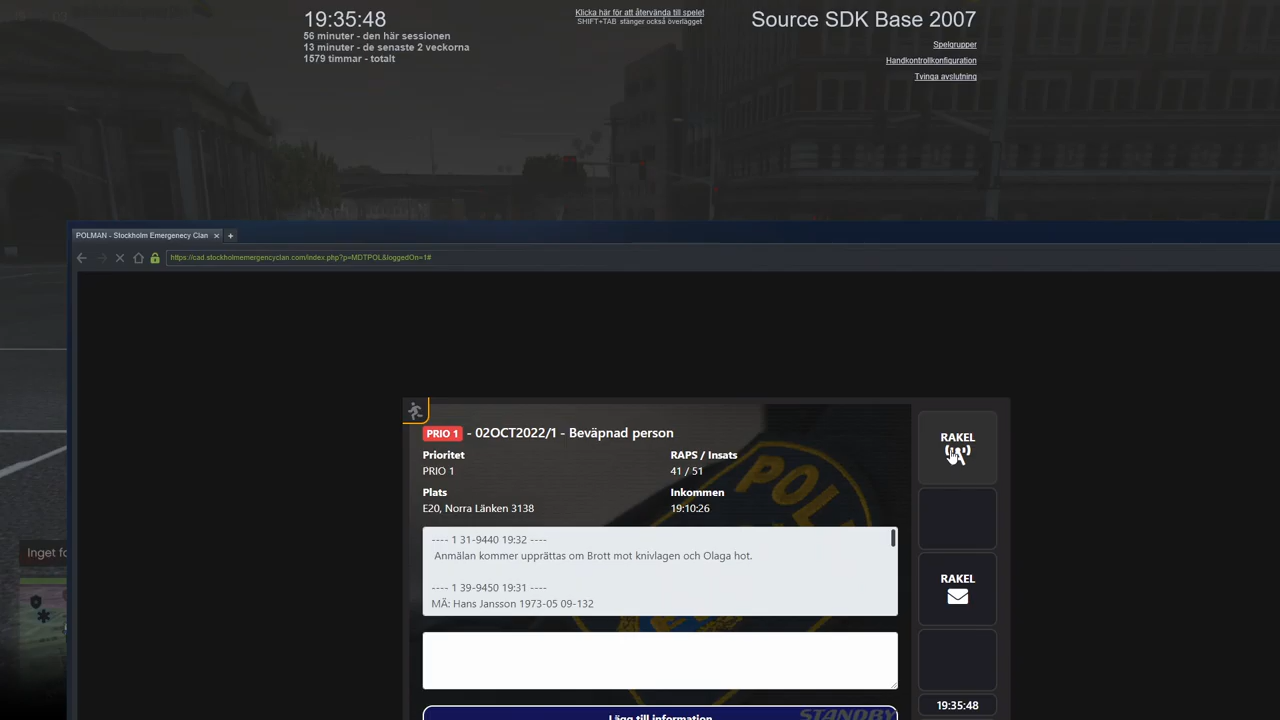 19:35:48
56 minuter - den här sessionen
13 minuter - de senaste 2 veckorna
1579 timmar - totalt
Klicka här för att återvända till spelet
SHIFT+TAB stänger också överlägget
Source SDK Base 2007
Spelgrupper
Handkontrollkonfiguration
Tvinga avslutning
POLMAN - Stockholm Emergenecy Clan
https://cad.stockholmemergencyclan.com/index.php?p=MDTPOL&loggedOn=1#
PRIO 1 - 02OCT2022/1 - Beväpnad person
Prioritet
PRIO 1
RAPS / Insats
41 / 51
Plats
E20, Norra Länken 3138
Inkommen
19:10:26
---- 1 31-9440 19:32 ----
Anmälan kommer upprättas om Brott mot knivlagen och Olaga hot.
---- 1 39-9450 19:31 ----
MÄ: Hans Jansson 1973-05 09-132
Lägg till information
STANDBY
RAKEL
RAKEL
19:35:48
POLIS
Inget